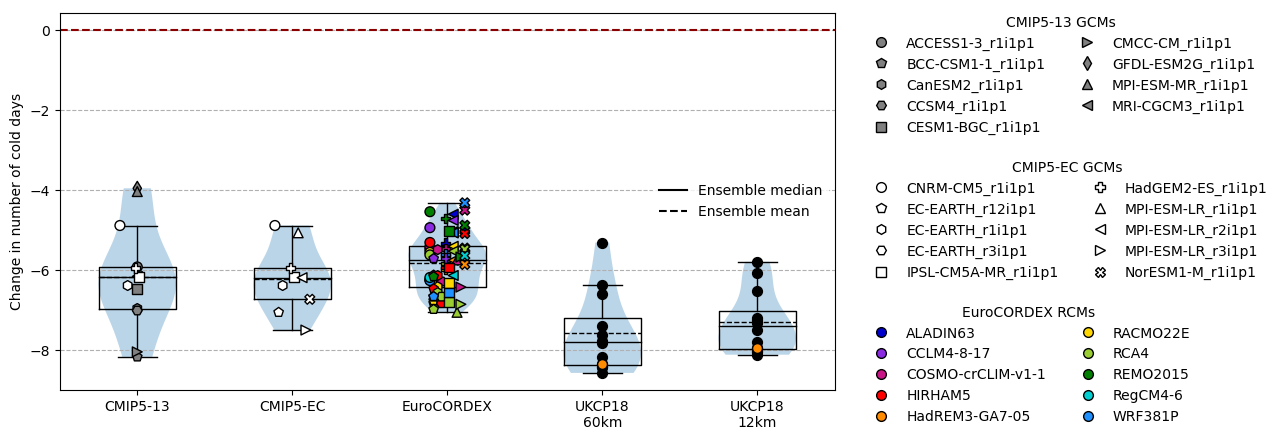 Change in number of cold days
0
−2
−4
−6
−8
CMIP5-13
CMIP5-EC
EuroCORDEX
UKCP18
60km
UKCP18
12km
Ensemble median
Ensemble mean
CMIP5-13 GCMs
ACCESS1-3_r1i1p1
BCC-CSM1-1_r1i1p1
CanESM2_r1i1p1
CCSM4_r1i1p1
CESM1-BGC_r1i1p1
CMCC-CM_r1i1p1
GFDL-ESM2G_r1i1p1
MPI-ESM-MR_r1i1p1
MRI-CGCM3_r1i1p1
CMIP5-EC GCMs
CNRM-CM5_r1i1p1
EC-EARTH_r12i1p1
EC-EARTH_r1i1p1
EC-EARTH_r3i1p1
IPSL-CM5A-MR_r1i1p1
HadGEM2-ES_r1i1p1
MPI-ESM-LR_r1i1p1
MPI-ESM-LR_r2i1p1
MPI-ESM-LR_r3i1p1
NorESM1-M_r1i1p1
EuroCORDEX RCMs
ALADIN63
CCLM4-8-17
COSMO-crCLIM-v1-1
HIRHAM5
HadREM3-GA7-05
RACMO22E
RCA4
REMO2015
RegCM4-6
WRF381P